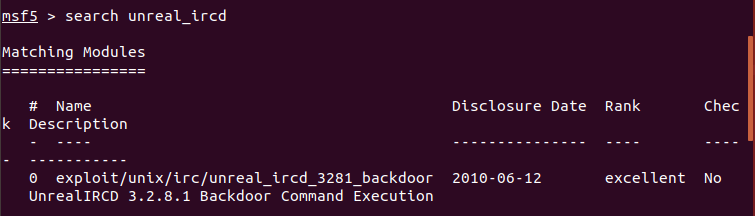 msf5 > search unreal_ircd
Matching Modules
================
# Name Disclosure Date Rank Chec
k Description
- ---- --------------- ---- ----
- -----------
0 exploit/unix/irc/unreal_ircd_3281_backdoor 2010-06-12 excellent No
UnrealIRCD 3.2.8.1 Backdoor Command Execution